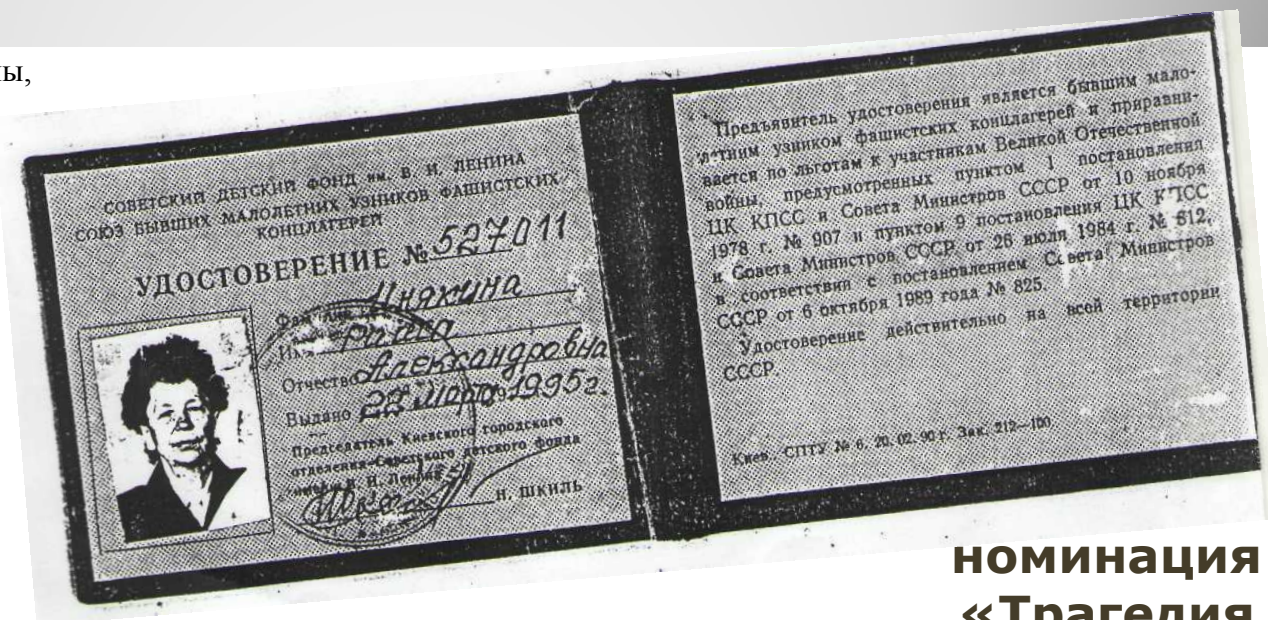 ы,
СОВЕТСКИЙ ДЕТСКИЙ ФОНД им. В. И. ЛЕНИНА
СОЮЗ БЫВШИХ МАЛОЛЕТНИХ УЗНИКОВ ФАШИСТСКИХ
КОНЦЛАГЕРЕЙ
УДОСТОВЕРЕНИЕ № 527011
Отчество Александровна
Выдано 22 марта 1995г.
Председатель Киевского городского
отделения Советского детского фонда
имени В. И. Ленина
Н. ШКИЛЬ
Предъявитель удостоверения является бывшим мало-
летним узником фашистских концлагерей и приравни-
вается по льготам к участникам Великой Отечественной
войны, предусмотренных пунктом 1 постановления
ЦК КПСС и Совета Министров СССР от 10 ноября
1978 г. № 907 и пунктом 9 постановления ЦК КПСС
и Совета Министров СССР от 26 июля 1984 г. № 812,
в соответствии с постановлением Совета Министров
СССР от 6 октября 1989 года № 825.
Удостоверение действительно на всей территории
СССР.
Киев. СПТУ № 6. 20. 02. 90 г. Зак. 212—100
номинация
«Трагедия